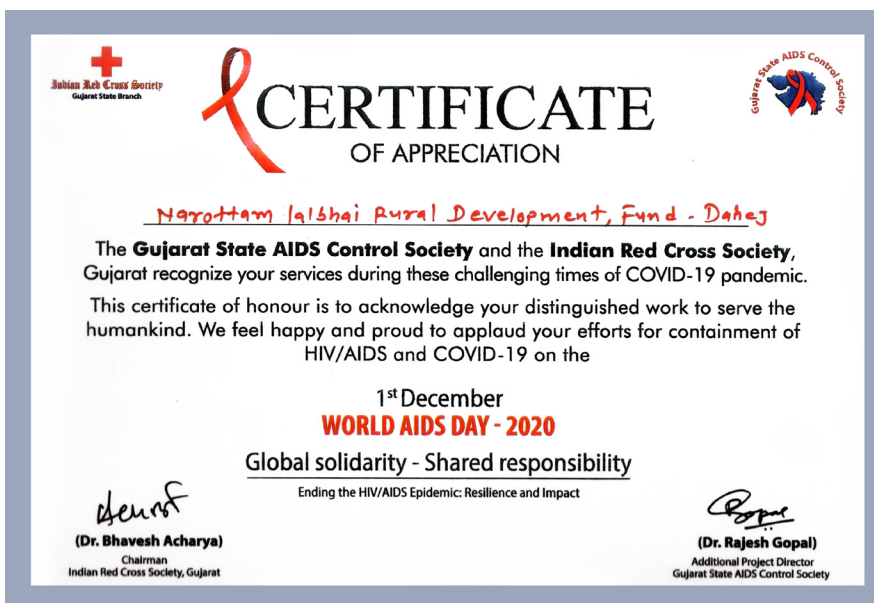 Indian Red Cross Society
Gujarat State Branch
Gujarat State AIDS Control Society
CERTIFICATE
OF APPRECIATION
Narottam lalbhai Rural Development, Fund - Dahej
The Gujarat State AIDS Control Society and the Indian Red Cross Society,
Gujarat recognize your services during these challenging times of COVID-19 pandemic.
This certificate of honour is to acknowledge your distinguished work to serve the
humankind. We feel happy and proud to applaud your efforts for containment of
HIV/AIDS and COVID-19 on the
1st December
WORLD AIDS DAY - 2020
Global solidarity - Shared responsibility
Ending the HIV/AIDS Epidemic: Resilience and Impact
(Dr. Bhavesh Acharya)
Chairman
Indian Red Cross Society, Gujarat
Gopal
(Dr. Rajesh Gopal)
Additional Project Director
Gujarat State AIDS Control Society